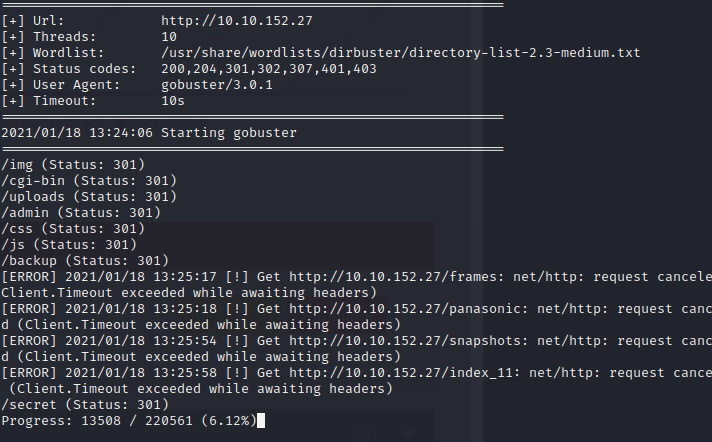 ===============================================================
[+] Url:            http://10.10.152.27
[+] Threads:        10
[+] Wordlist:       /usr/share/wordlists/dirbuster/directory-list-2.3-medium.txt
[+] Status codes:   200,204,301,302,307,401,403
[+] User Agent:     gobuster/3.0.1
[+] Timeout:        10s
===============================================================
2021/01/18 13:24:06 Starting gobuster
===============================================================
/img (Status: 301)
/cgi-bin (Status: 301)
/uploads (Status: 301)
/admin (Status: 301)
/css (Status: 301)
/js (Status: 301)
/backup (Status: 301)
[ERROR] 2021/01/18 13:25:17 [!] Get http://10.10.152.27/frames: net/http: request cancele
Client.Timeout exceeded while awaiting headers)
[ERROR] 2021/01/18 13:25:18 [!] Get http://10.10.152.27/panasonic: net/http: request canc
d (Client.Timeout exceeded while awaiting headers)
[ERROR] 2021/01/18 13:25:54 [!] Get http://10.10.152.27/snapshots: net/http: request canc
d (Client.Timeout exceeded while awaiting headers)
[ERROR] 2021/01/18 13:25:58 [!] Get http://10.10.152.27/index_11: net/http: request cance
 (Client.Timeout exceeded while awaiting headers)
/secret (Status: 301)
Progress: 13508 / 220561 (6.12%)